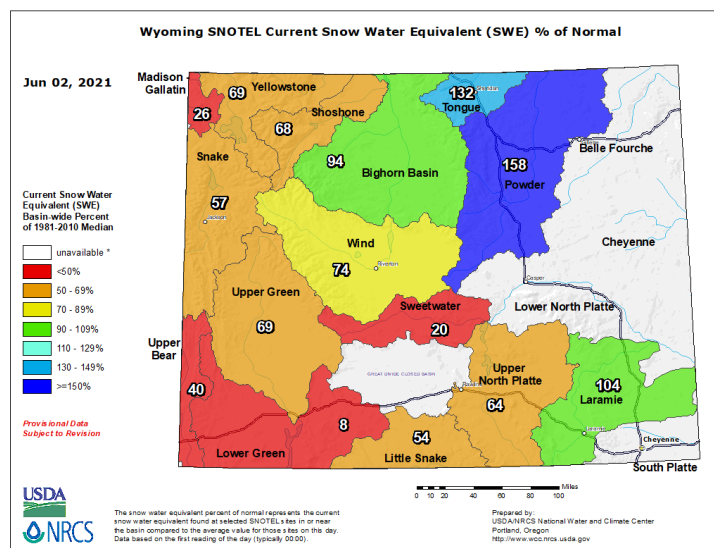 Wyoming SNOTEL Current Snow Water Equivalent (SWE) % of Normal
Jun 02, 2021
Madison
Gallatin
26
69
Yellowstone
68
Shoshone
132
Tongue
Sheridan
94
Bighorn Basin
158
Powder
Belle Fourche
Snake
57
Jackson
Wind
74
Riverton
Cheyenne
Casper
Upper Green
69
Sweetwater
20
Lower North Platte
Upper
Bear
40
GREAT DIVIDE CLOSED BASIN
Upper
North Platte
64
Rawlins
104
Laramie
Laramie
8
Lower Green
54
Little Snake
Cheyenne
South Platte
Current Snow Water
Equivalent (SWE)
Basin-wide Percent
of 1981-2010 Median
unavailable *
<50%
50 - 69%
70 - 89%
90 - 109%
110 - 129%
130 - 149%
>=150%
Provisional Data
Subject to Revision
Miles
0 10 20 40 60 80 100
USDA
NRCS
The snow water equivalent percent of normal represents the current
snow water equivalent found at selected SNOTEL sites in or near
the basin compared to the average value for those sites on this day.
Data based on the first reading of the day (typically 00:00).
Prepared by:
USDA/NRCS National Water and Climate Center
Portland, Oregon
http://www.wcc.nrcs.usda.gov